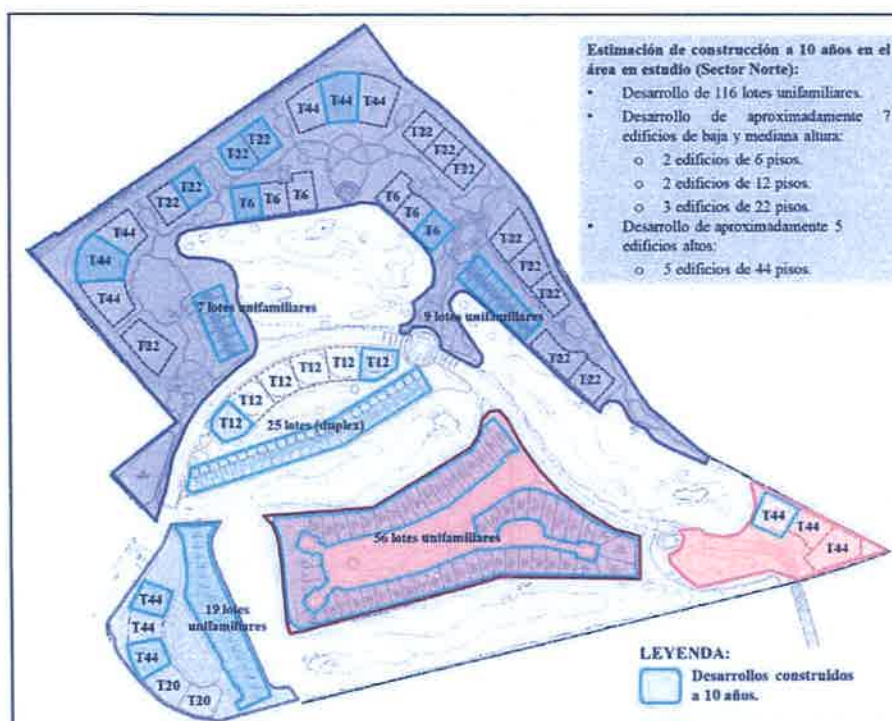 Estimación de construcción a 10 años en el
área en estudio (Sector Norte):
• Desarrollo de 116 lotes unifamiliares.
• Desarrollo de aproximadamente 7
edificios de baja y mediana altura:
o 2 edificios de 6 pisos.
o 2 edificios de 12 pisos.
o 3 edificios de 22 pisos.
• Desarrollo de aproximadamente 5
edificios altos:
o 5 edificios de 44 pisos.
T44 T44 T44
T22 T22
T22
T22
T22
T22 T22
T6 T6 T6
T6
T6
T6
T44
T44
T44
T22
T22
T22
T22
T22
T22
7 lotes unifamiliares
9 lotes unifamiliares
T12 T12 T12 T12
T12
T12
25 lotes (duplex)
56 lotes unifamiliares
T44
T44
T44
19 lotes
unifamiliares
T44
T44
T44
T20
T20
LEYENDA:
Desarrollos construidos
a 10 años.